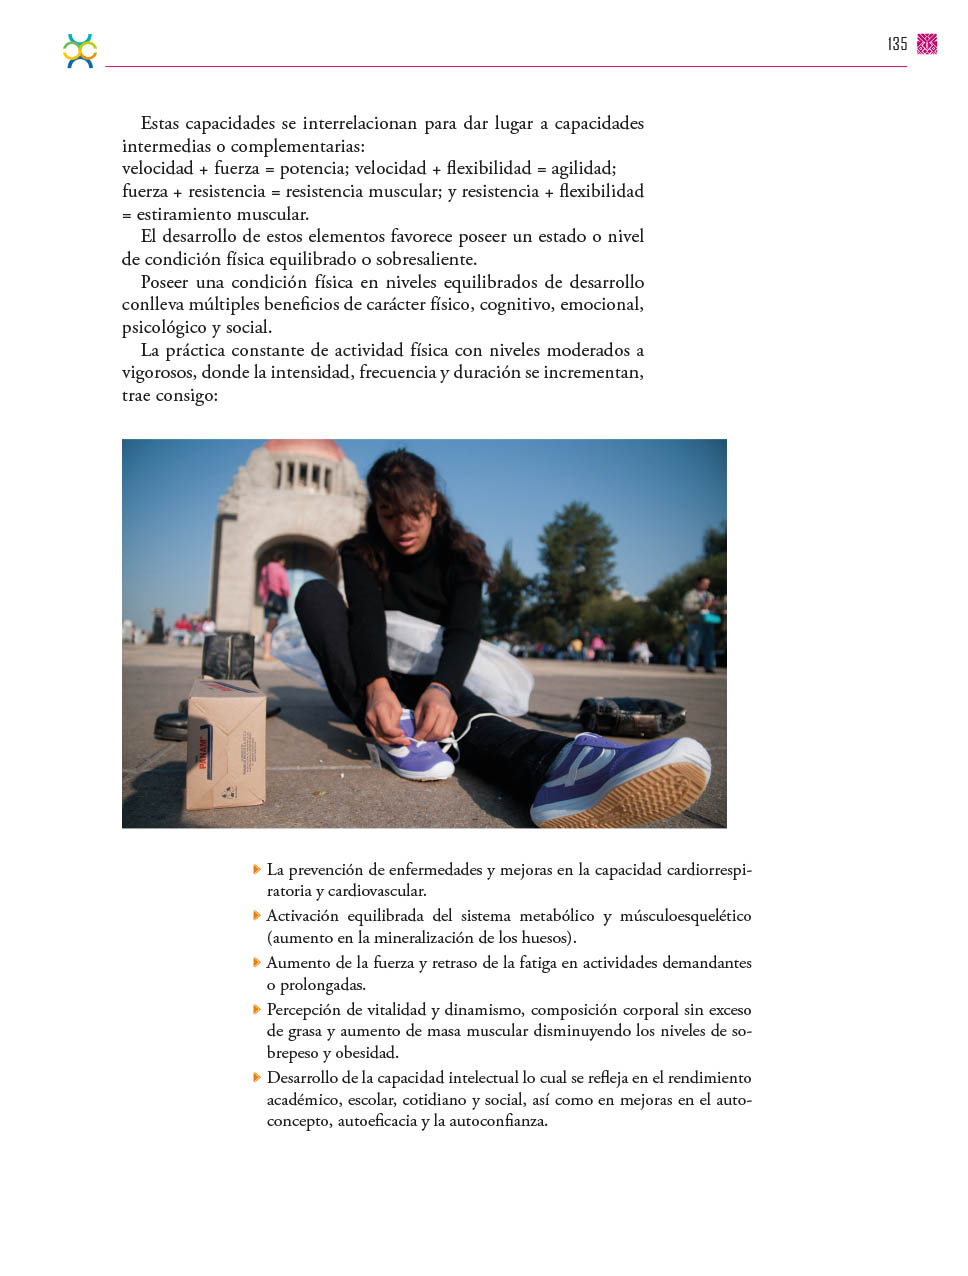 135
Estas capacidades se interrelacionan para dar lugar a capacidades
intermedias o complementarias:
velocidad + fuerza = potencia; velocidad + flexibilidad = agilidad;
fuerza + resistencia = resistencia muscular; y resistencia + flexibilidad
= estiramiento muscular.
El desarrollo de estos elementos favorece poseer un estado o nivel
de condición física equilibrado o sobresaliente.
Poseer una condición física en niveles equilibrados de desarrollo
conlleva múltiples beneficios de carácter físico, cognitivo, emocional,
psicológico y social.
La práctica constante de actividad física con niveles moderados a
vigorosos, donde la intensidad, frecuencia y duración se incrementan,
trae consigo:
PANAM
La prevención de enfermedades y mejoras en la capacidad cardiorrespi-
ratoria y cardiovascular.
Activación equilibrada del sistema metabólico y músculoesquelético
(aumento en la mineralización de los huesos).
Aumento de la fuerza y retraso de la fatiga en actividades demandantes
o prolongadas.
Percepción de vitalidad y dinamismo, composición corporal sin exceso
de grasa y aumento de masa muscular disminuyendo los niveles de so-
brepeso y obesidad.
Desarrollo de la capacidad intelectual lo cual se refleja en el rendimiento
académico, escolar, cotidiano y social, así como en mejoras en el auto-
concepto, autoeficacia y la autoconfianza.